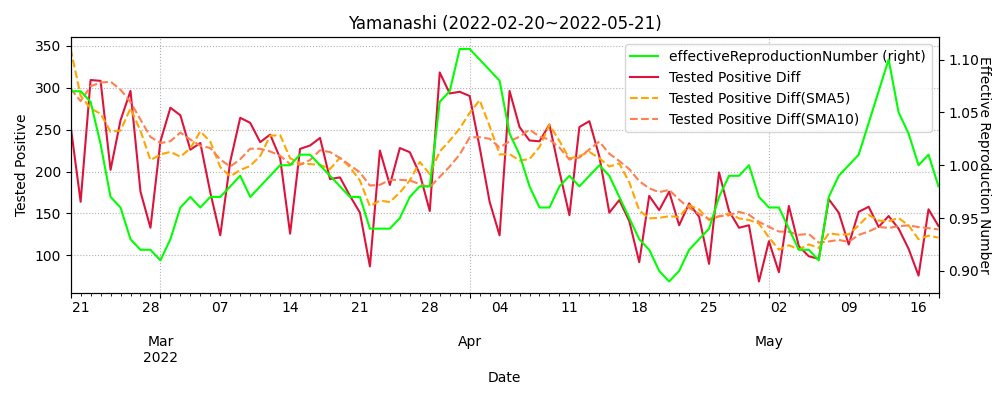 Yamanashi (2022-02-20~2022-05-21)
effectiveReproductionNumber (right)
Tested Positive Diff
Tested Positive Diff(SMA5)
Tested Positive Diff(SMA10)
Tested Positive
350
300
250
200
150
100
Effective Reproduction Number
1.10
1.05
1.00
0.95
0.90
21 28 07 14 21 28 04 11 18 25 02 09 16
Mar Apr May
2022
Date